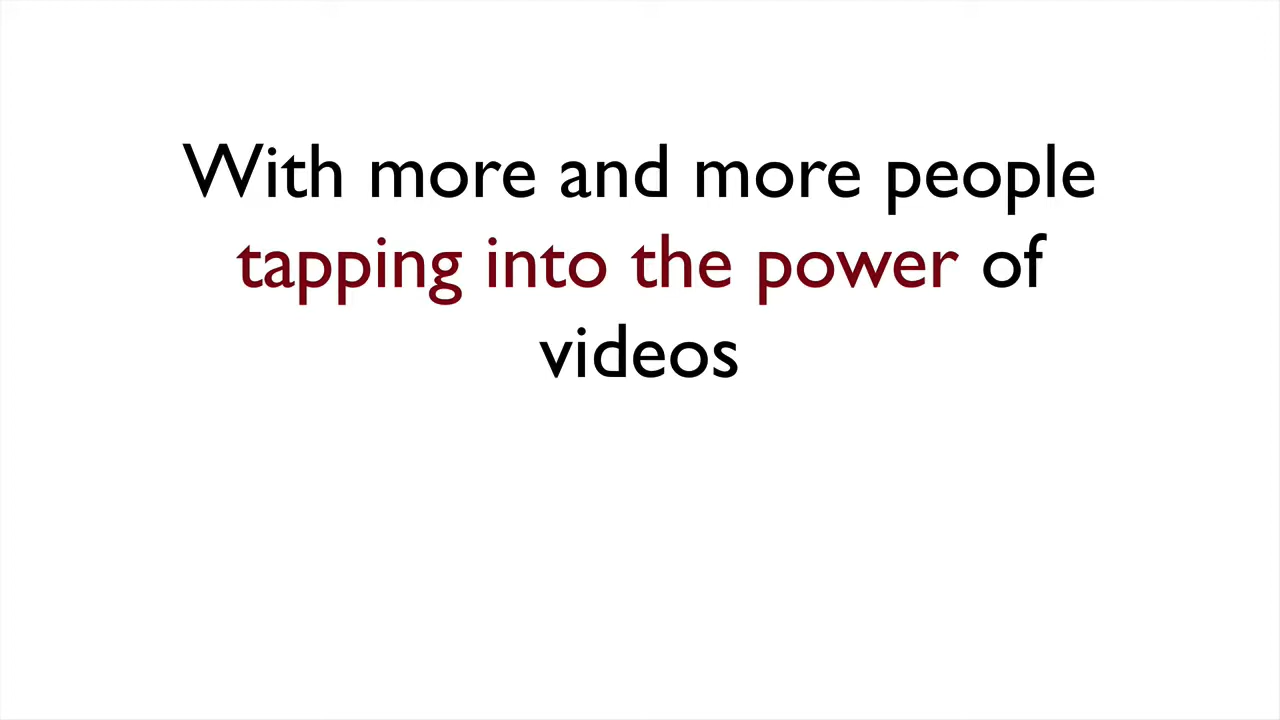 With more and more people
tapping into the power of
videos